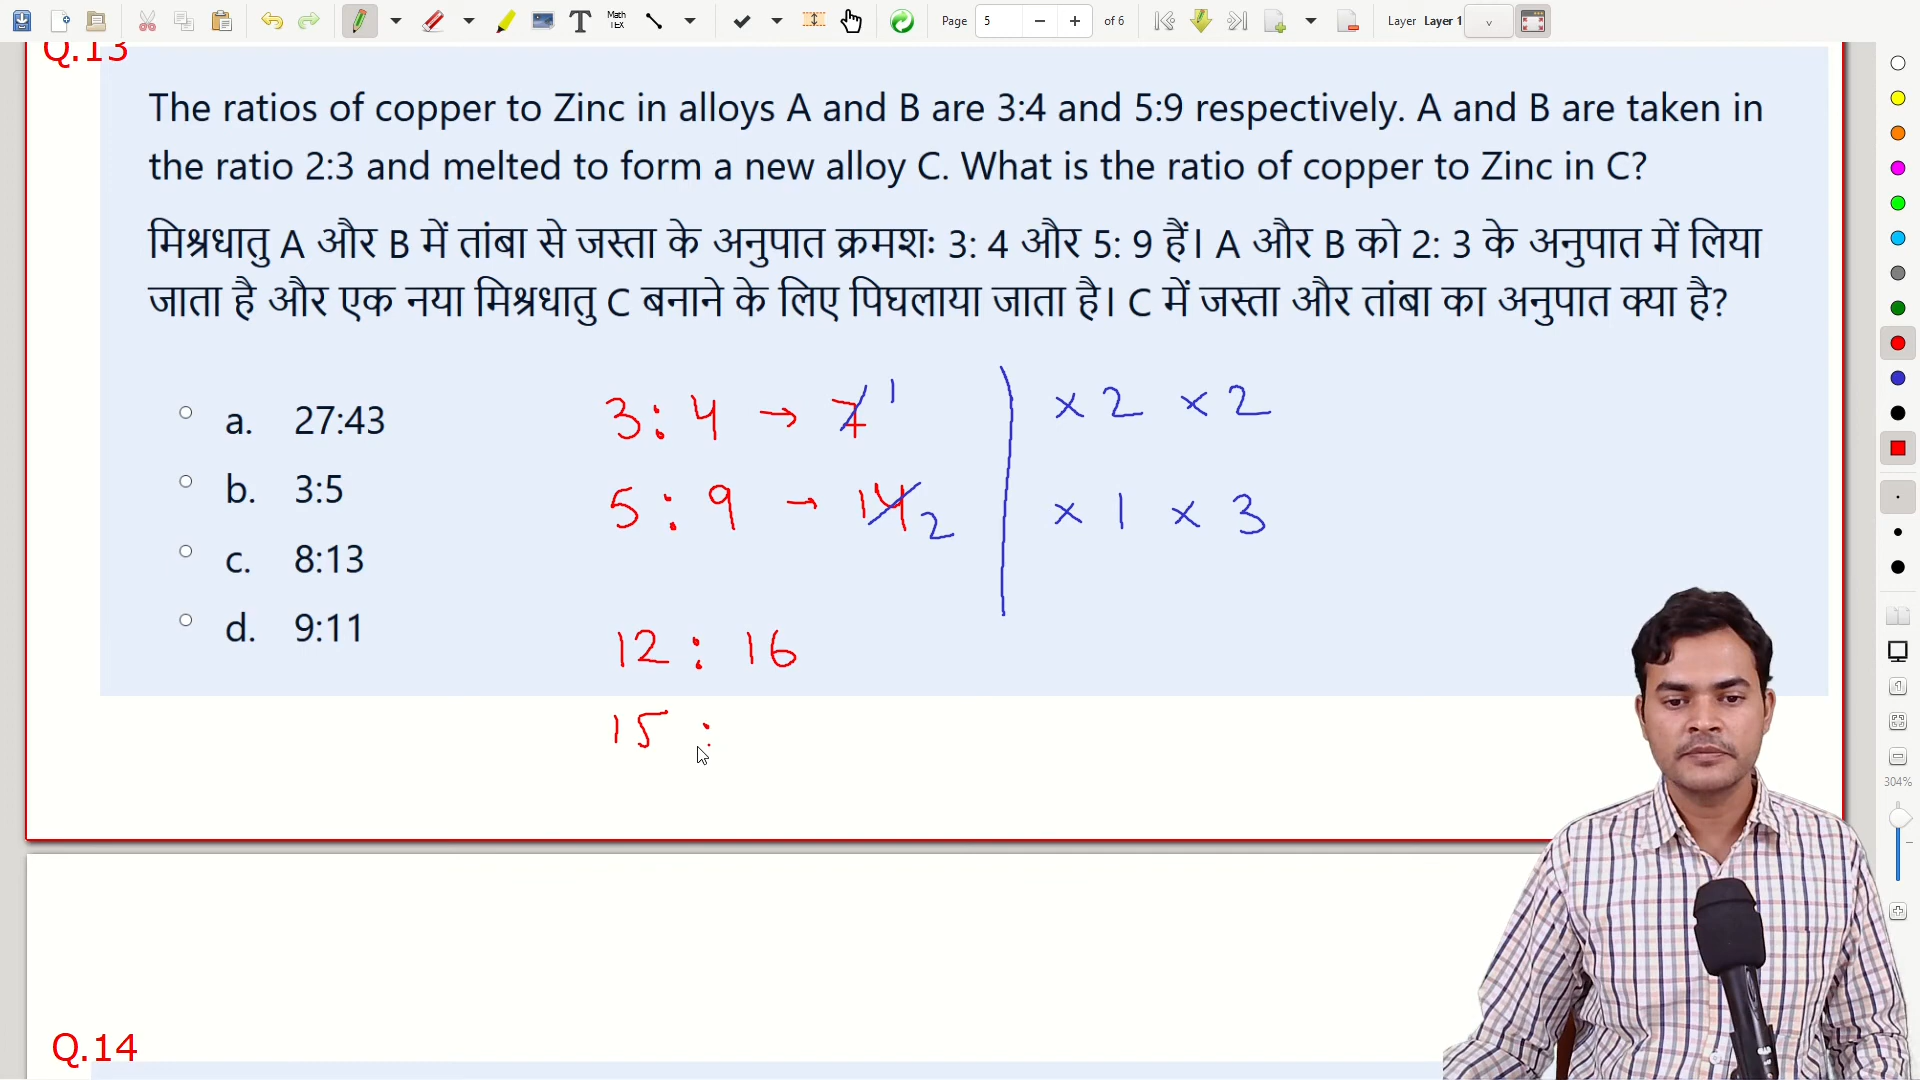 Math
TEX
Page 5 of 6 Layer Layer 1
Q.13
The ratios of copper to Zinc in alloys A and B are 3:4 and 5:9 respectively. A and B are taken in
the ratio 2:3 and melted to form a new alloy C. What is the ratio of copper to Zinc in C?
मिश्रधातु A और B में तांबा से जस्ता के अनुपात क्रमशः 3: 4 और 5: 9 हैं। A और B को 2: 3 के अनुपात में लिया
जाता है और एक नया मिश्रधातु C बनाने के लिए पिघलाया जाता है। C में जस्ता और तांबा का अनुपात क्या है?
a. 27:43
b. 3:5
c. 8:13
d. 9:11
3 : 4 → 7 1 × 2 × 2
5 : 9 → 14 2 × 1 × 3
12 : 16
15 :
304%
Q.14